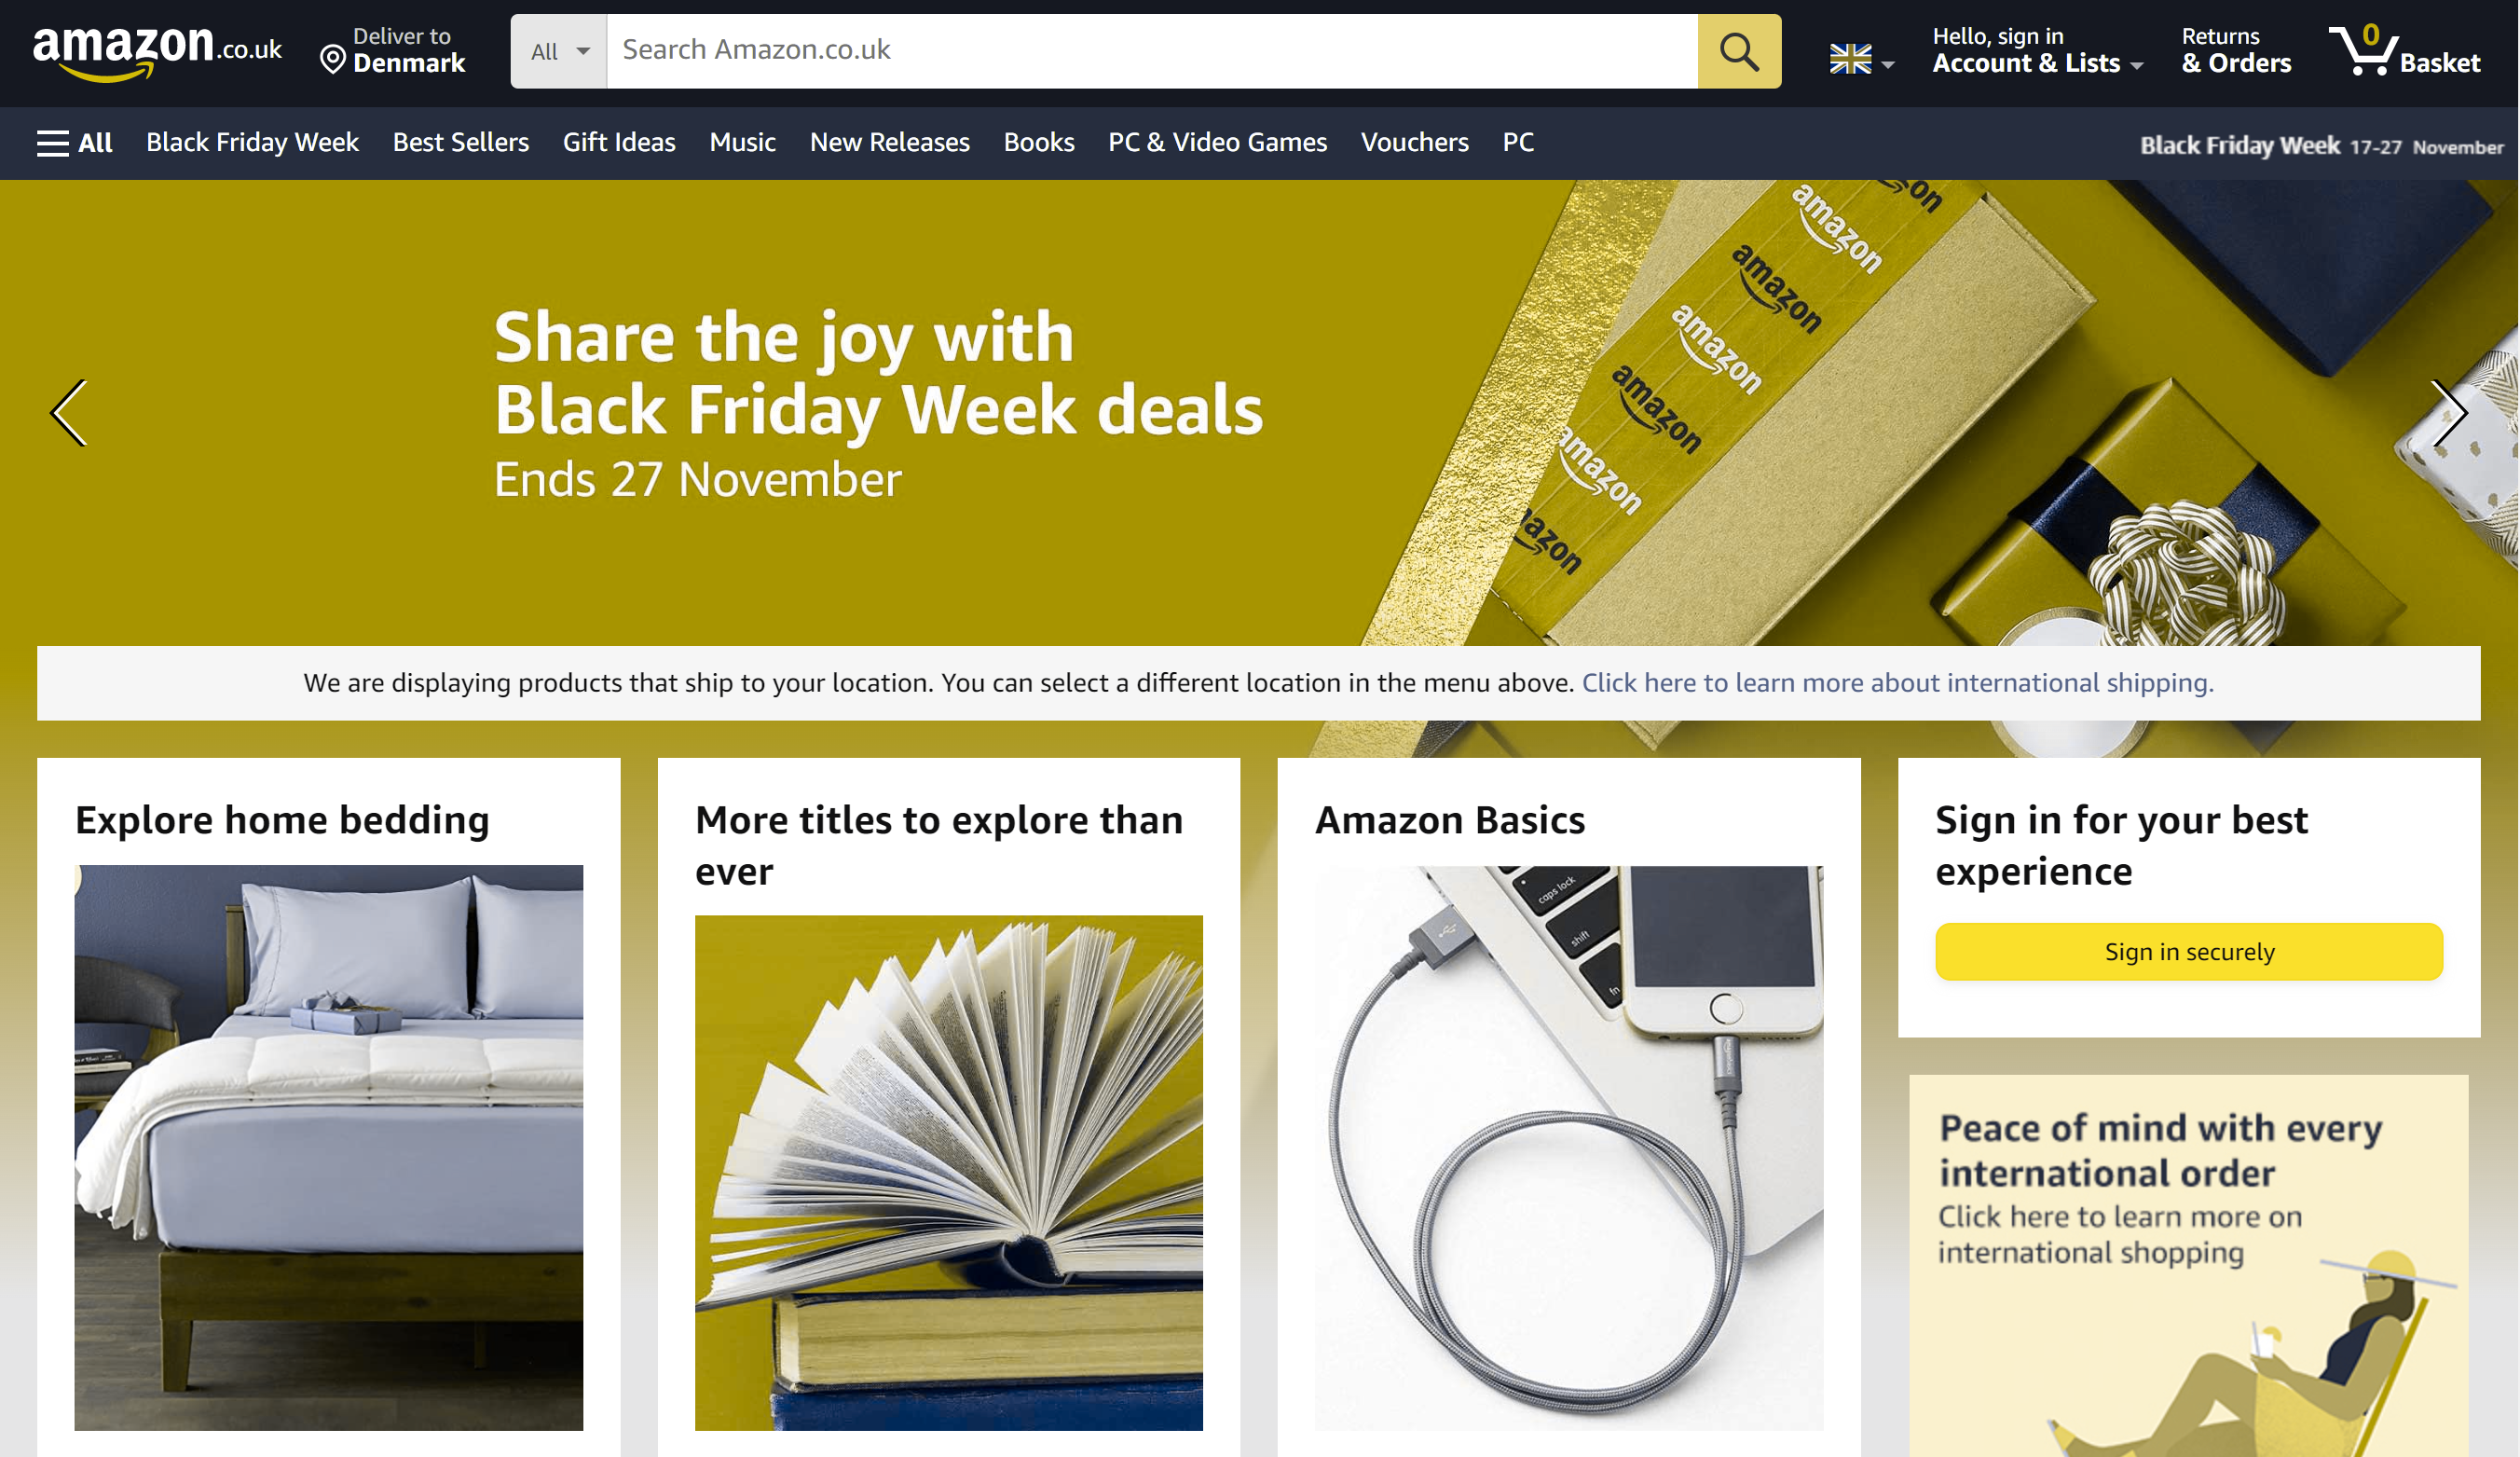 amazon.co.uk
Deliver to
Denmark
All
Search Amazon.co.uk
Hello, sign in
Account & Lists
Returns
& Orders
0
Basket
All
Black Friday Week
Best Sellers
Gift Ideas
Music
New Releases
Books
PC & Video Games
Vouchers
PC
Black Friday Week 17-27 November
Share the joy with
Black Friday Week deals
Ends 27 November
amazon
amazon
amazon
amazon
amazon
We are displaying products that ship to your location. You can select a different location in the menu above. Click here to learn more about international shipping.
Explore home bedding
More titles to explore than
ever
Amazon Basics
caps lock
shift
fn
Sign in for your best
experience
Sign in securely
Peace of mind with every
international order
Click here to learn more on
international shopping